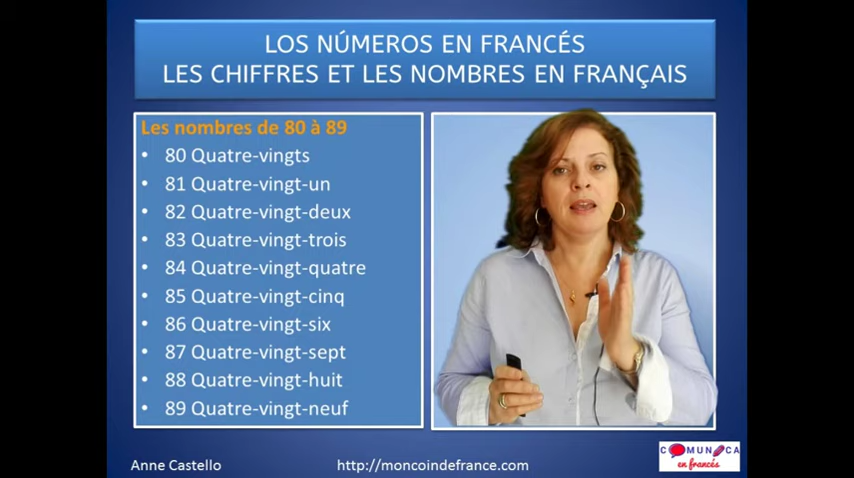 LOS NÚMEROS EN FRANCÉS
LES CHIFFRES ET LES NOMBRES EN FRANÇAIS
Les nombres de 80 à 89
• 80 Quatre-vingts
• 81 Quatre-vingt-un
• 82 Quatre-vingt-deux
• 83 Quatre-vingt-trois
• 84 Quatre-vingt-quatre
• 85 Quatre-vingt-cinq
• 86 Quatre-vingt-six
• 87 Quatre-vingt-sept
• 88 Quatre-vingt-huit
• 89 Quatre-vingt-neuf
Anne Castello
http://moncoindefrance.com
COMUNICA
en francés